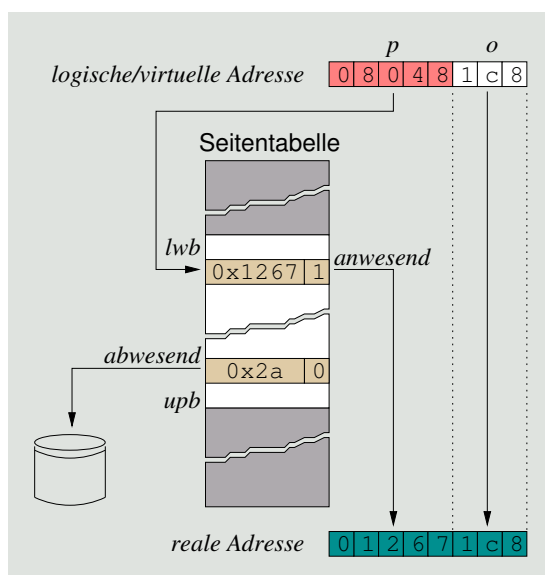 p o
logische/virtuelle Adresse 0 8 0 4 8 1 c 8
Seitentabelle
lwb
0x1267 1 anwesend
abwesend
0x2a 0
upb
reale Adresse 0 1 2 6 7 1 c 8